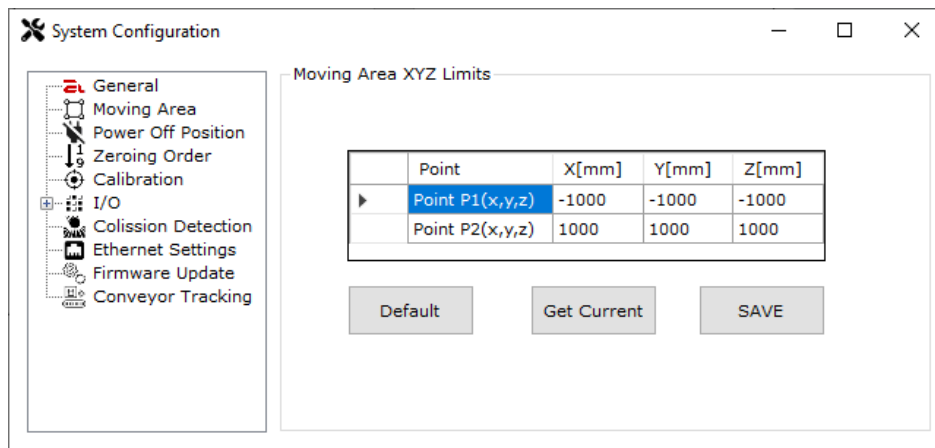 System Configuration
General
Moving Area
Power Off Position
Zeroing Order
Calibration
I/O
Colission Detection
Ethernet Settings
Firmware Update
Conveyor Tracking
Moving Area XYZ Limits
Point X[mm] Y[mm] Z[mm]
Point P1(x,y,z) -1000 -1000 -1000
Point P2(x,y,z) 1000 1000 1000
Default Get Current SAVE